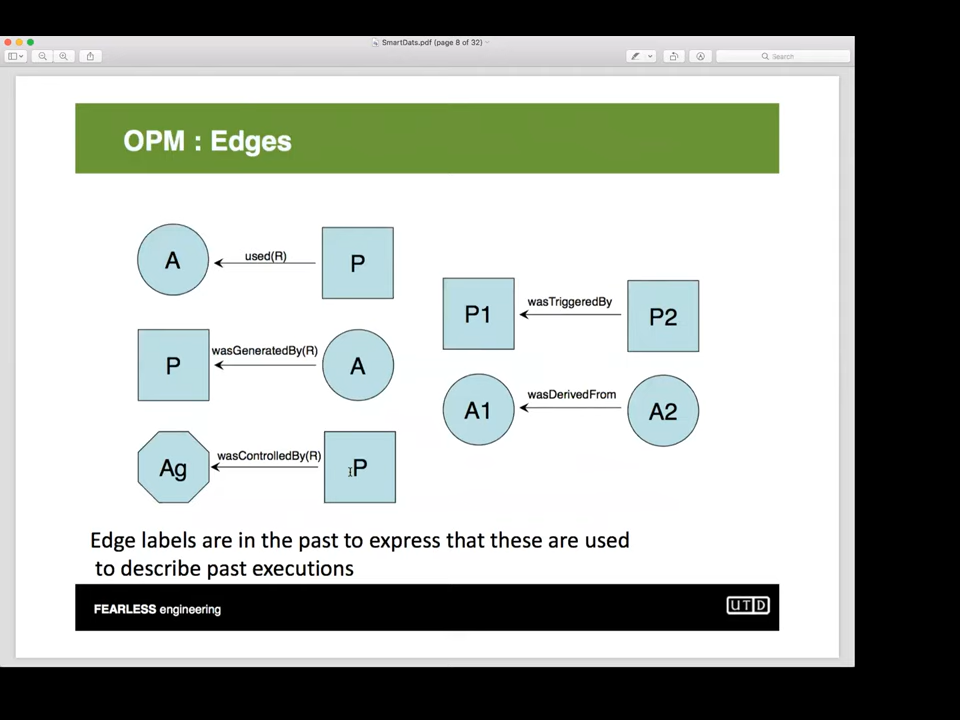 SmartDats.pdf (page 8 of 32)
Search
OPM : Edges
A
used(R)
P
P
wasGeneratedBy(R)
A
Ag
wasControlledBy(R)
P
P1
wasTriggeredBy
P2
A1
wasDerivedFrom
A2
Edge labels are in the past to express that these are used
to describe past executions
FEARLESS engineering
UTD